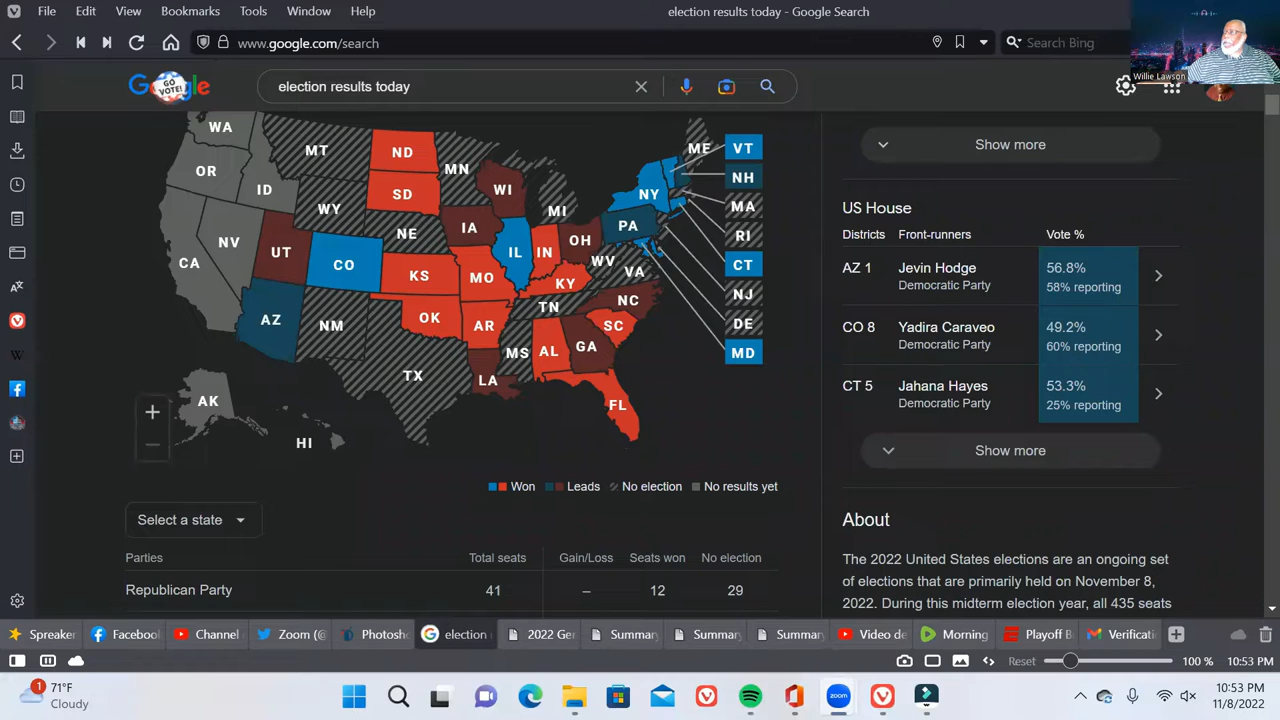 File Edit View Bookmarks Tools Window Help
election results today - Google Search
www.google.com/search
Search Bing
Willie Lawson
Google
GO VOTE!
election results today
WA
OR
CA
NV
ID
MT
WY
UT
AZ
CO
NM
ND
SD
NE
KS
OK
TX
MN
IA
MO
AR
LA
WI
IL
MS
MI
IN
KY
TN
AL
OH
WV
GA
FL
SC
NC
VA
PA
NY
ME
VT
NH
MA
RI
CT
NJ
DE
MD
AK
HI
+
−
Won Leads No election No results yet
Select a state
Parties Total seats Gain/Loss Seats won No election
Republican Party 41 – 12 29
Show more
US House
Districts Front-runners Vote %
AZ 1 Jevin Hodge 56.8%
Democratic Party 58% reporting
CO 8 Yadira Caraveo 49.2%
Democratic Party 60% reporting
CT 5 Jahana Hayes 53.3%
Democratic Party 25% reporting
Show more
About
The 2022 United States elections are an ongoing set
of elections that are primarily held on November 8,
2022. During this midterm election year, all 435 seats
Spreaker Facebool Channel Zoom (@ Photosho election 2022 Ger Summary Summary Summary Video de Morning Playoff B Verificati
Reset 100 % 10:53 PM
1
71°F
Cloudy
10:53 PM
11/8/2022